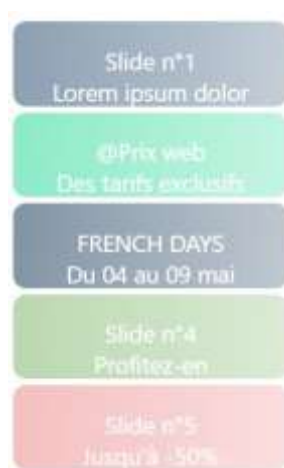 Slide n°1
Lorem ipsum dolor
@Prix web
Des tarifs exclusifs
FRENCH DAYS
Du 04 au 09 mai
Slide n°4
Profitez-en
Slide n°5
Jusqu'à -50%